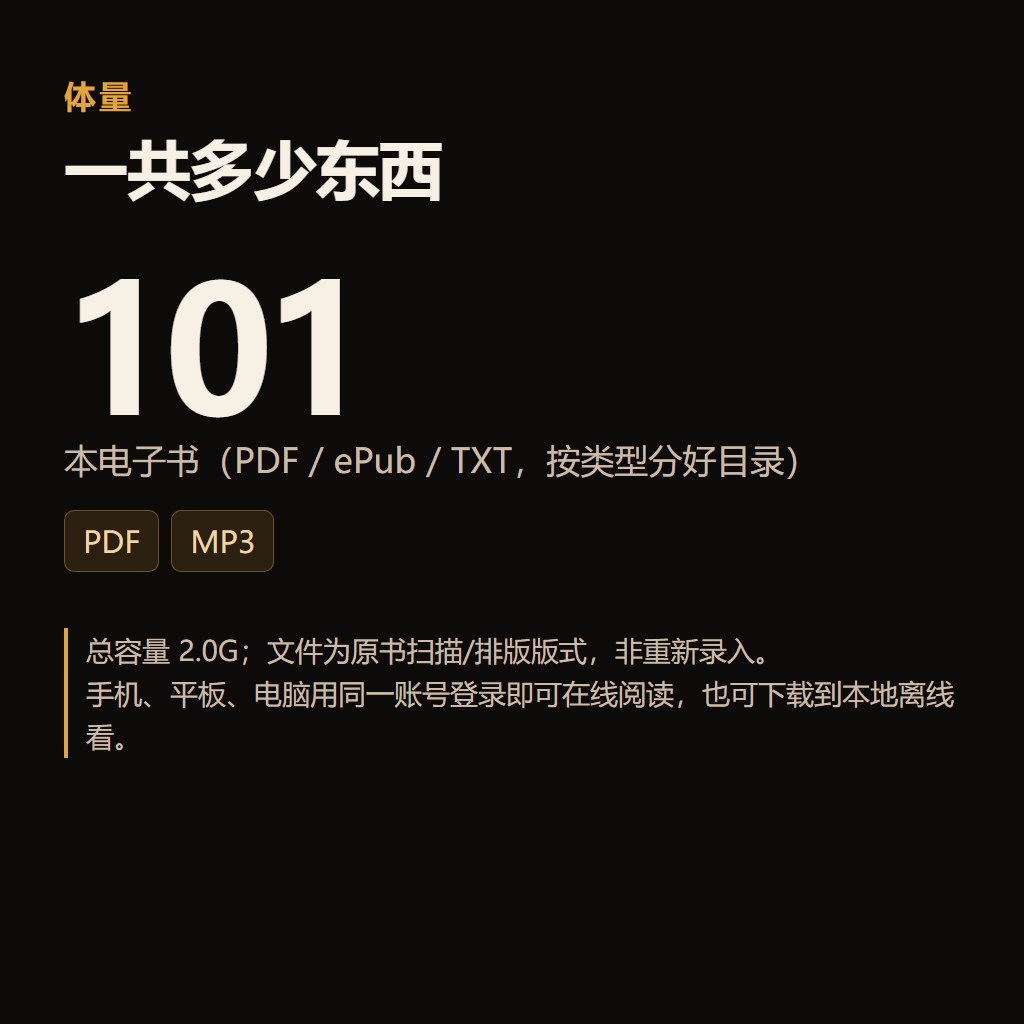 体量
一共多少东西
101
本电子书（PDF / ePub / TXT，按类型分好目录）
PDF MP3
总容量 2.0G；文件为原书扫描/排版版式，非重新录入。
手机、平板、电脑用同一账号登录即可在线阅读，也可下载到本地离线
看。